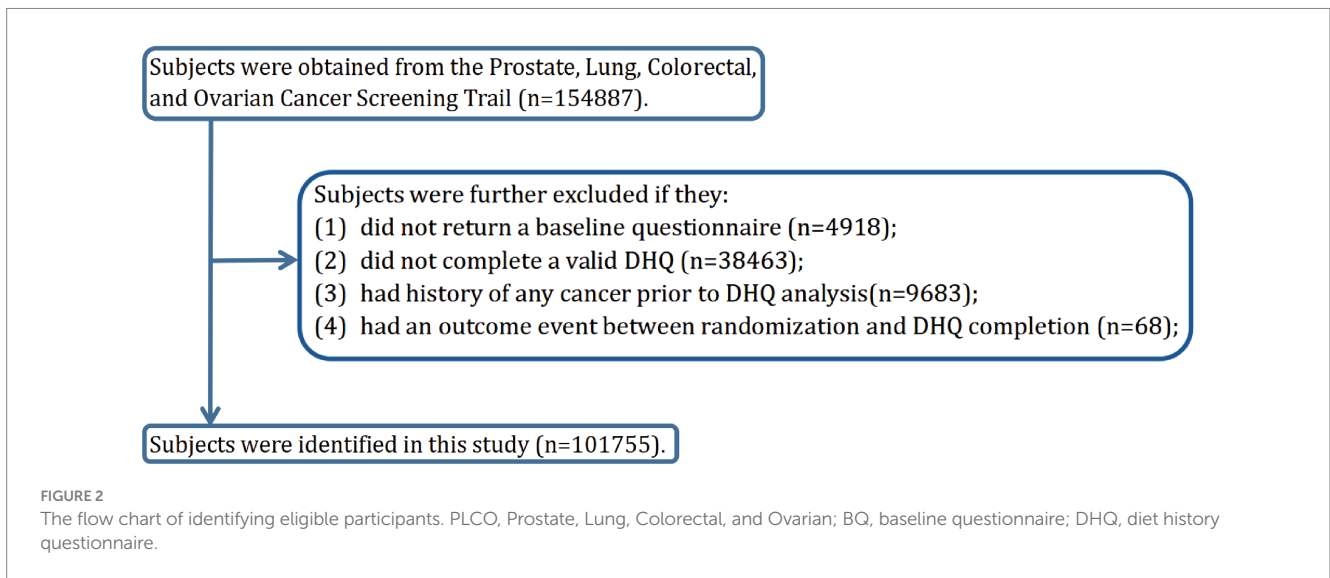 Subjects were obtained from the Prostate, Lung, Colorectal,
and Ovarian Cancer Screening Trail (n=154887).
Subjects were further excluded if they:
(1) did not return a baseline questionnaire (n=4918);
(2) did not complete a valid DHQ (n=38463);
(3) had history of any cancer prior to DHQ analysis(n=9683);
(4) had an outcome event between randomization and DHQ completion (n=68);
Subjects were identified in this study (n=101755).
FIGURE 2
The flow chart of identifying eligible participants. PLCO, Prostate, Lung, Colorectal, and Ovarian; BQ, baseline questionnaire; DHQ, diet history
questionnaire.